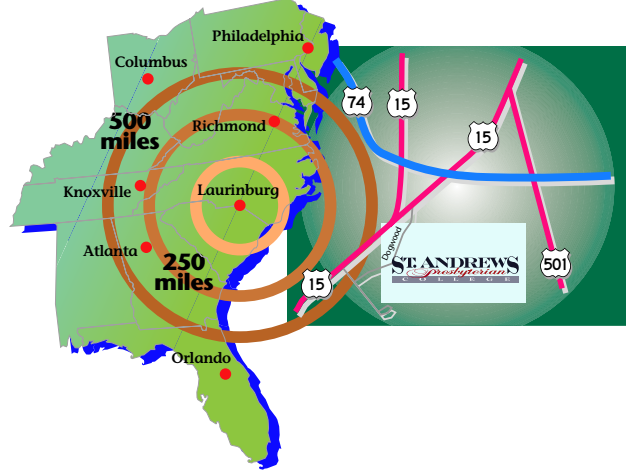 Philadelphia
Columbus
74
15
500
miles
Richmond
15
Knoxville
Laurinburg
Dogwood
Atlanta
250
miles
ST. ANDREWS
Presbyterian
COLLEGE
501
15
Orlando